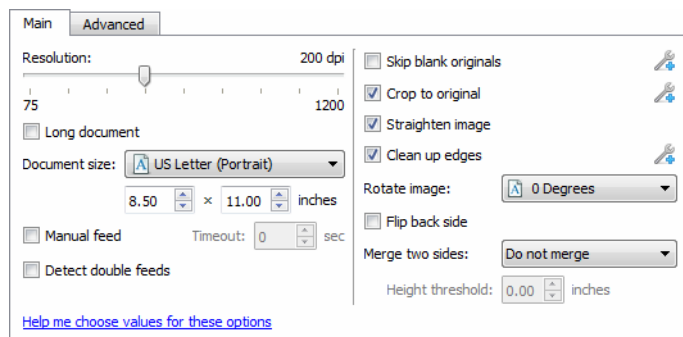 Main
Advanced
Resolution:
200 dpi
75
1200
Long document
Document size:
US Letter (Portrait)
8.50 × 11.00 inches
Manual feed
Timeout: 0 sec
Detect double feeds
Help me choose values for these options
Skip blank originals
Crop to original
Straighten image
Clean up edges
Rotate image:
0 Degrees
Flip back side
Merge two sides:
Do not merge
Height threshold: 0.00 inches